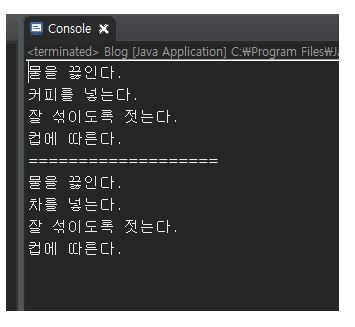 Console
<terminated> Blog [Java Application] C:₩Program Files₩Ja
물을 끓인다.
커피를 넣는다.
잘 섞이도록 젓는다.
컵에 따른다.
===================
물을 끓인다.
차를 넣는다.
잘 섞이도록 젓는다.
컵에 따른다.